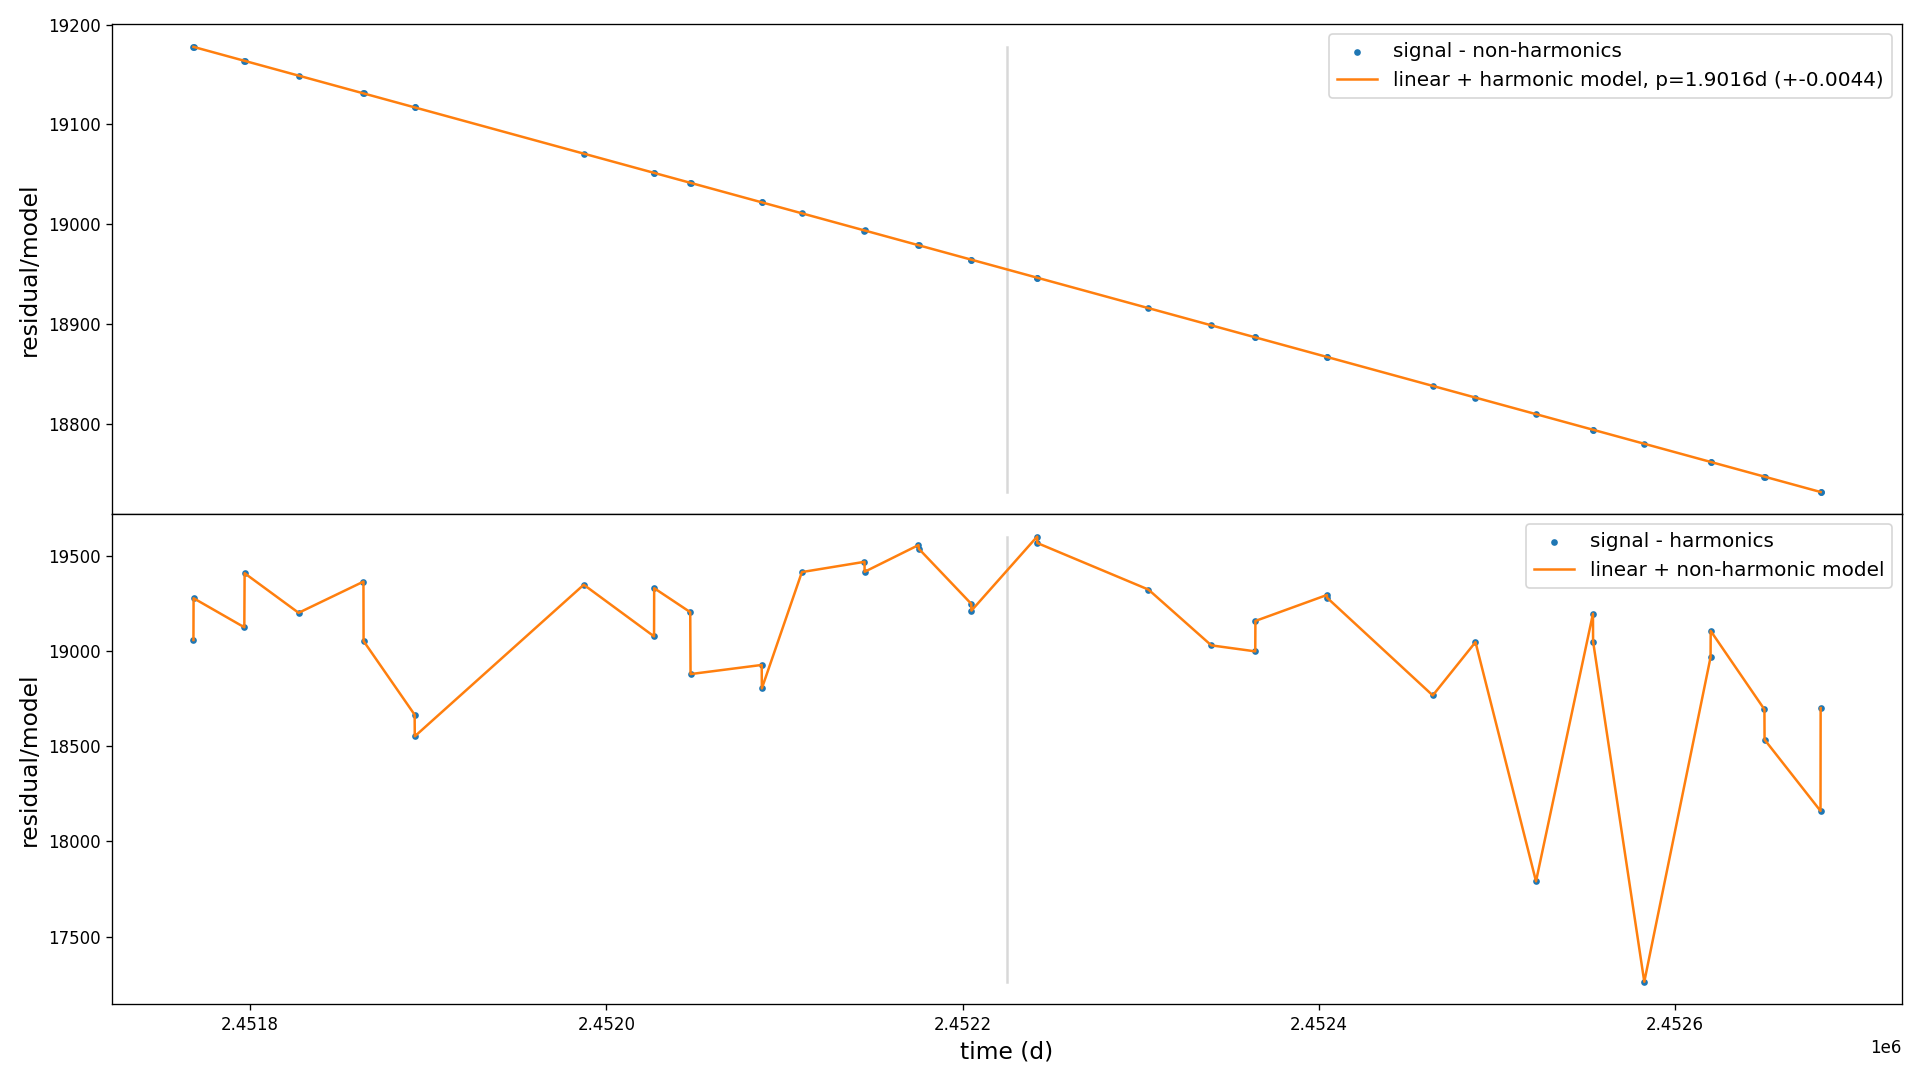 19200
19100
19000
18900
18800
residual/model
signal - non-harmonics
linear + harmonic model, p=1.9016d (+-0.0044)
19500
19000
18500
18000
17500
residual/model
signal - harmonics
linear + non-harmonic model
2.4518
2.4520
2.4522
2.4524
2.4526
1e6
time (d)